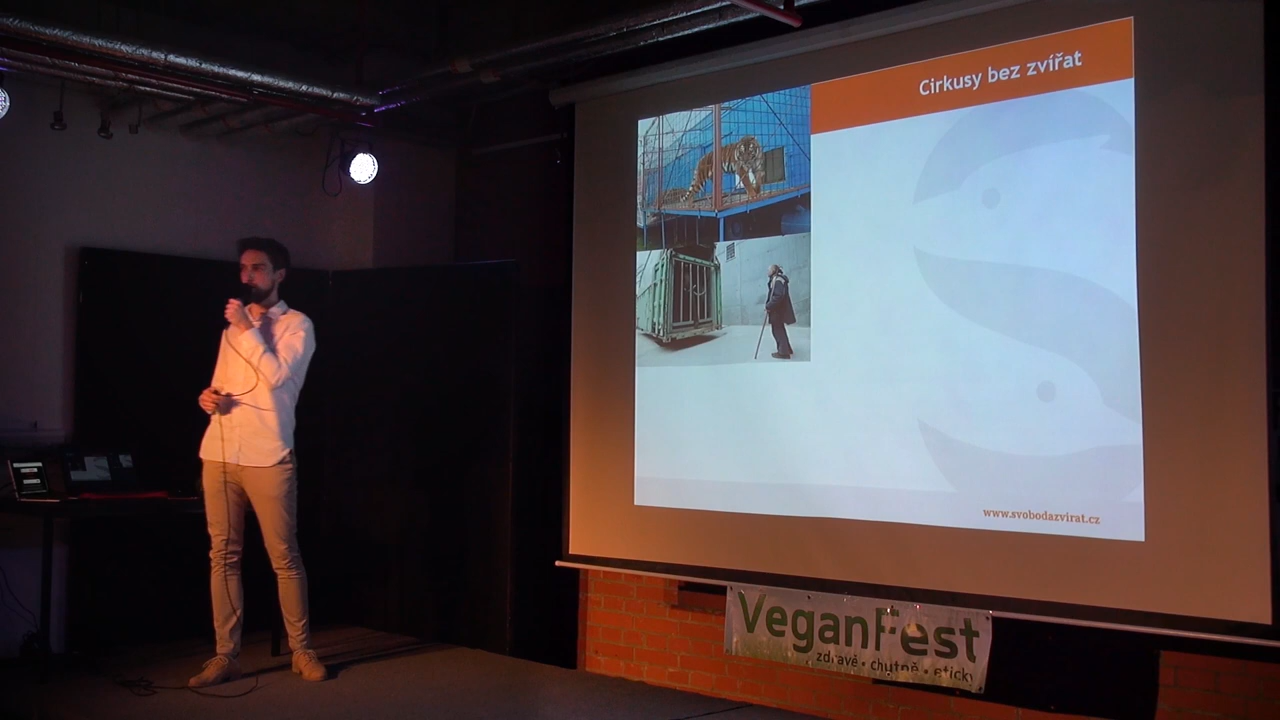 Cirkusy bez zvířat
www.svobodazvirat.cz
VeganFest
zdravě • chutně • eticky